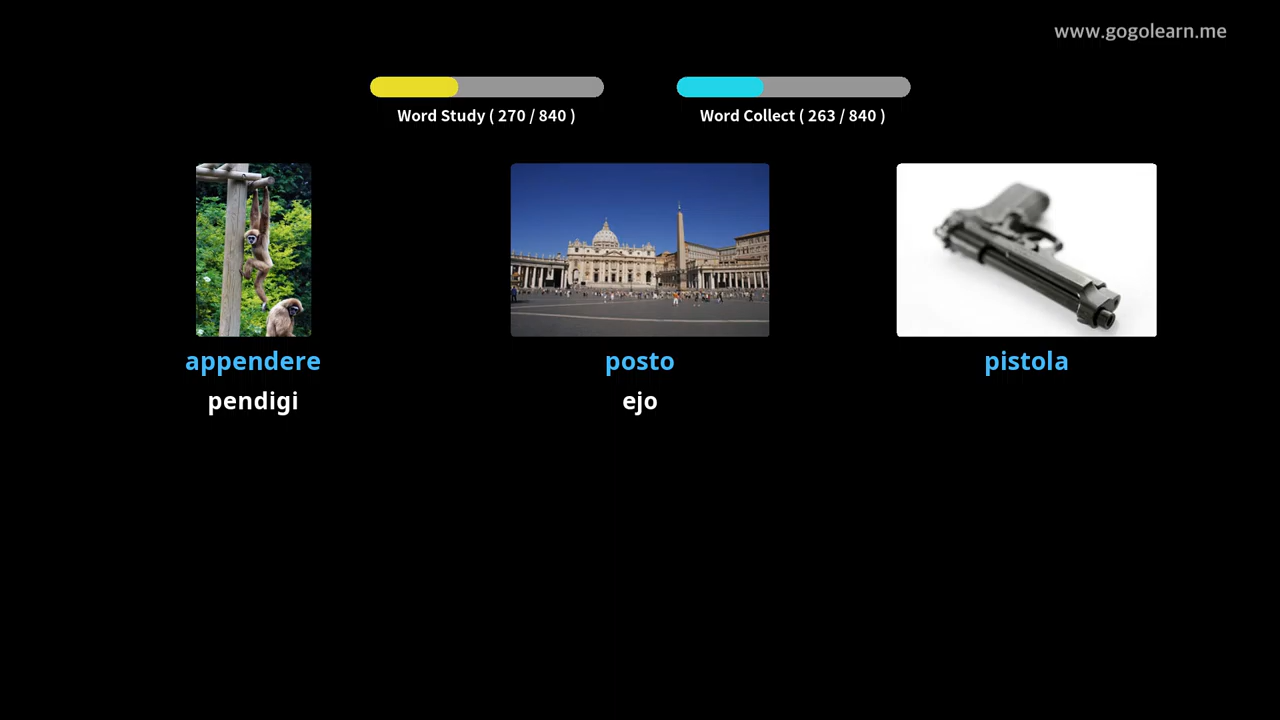 www.gogolearn.me
Word Study ( 270 / 840 )
Word Collect ( 263 / 840 )
appendere
pendigi
posto
ejo
pistola